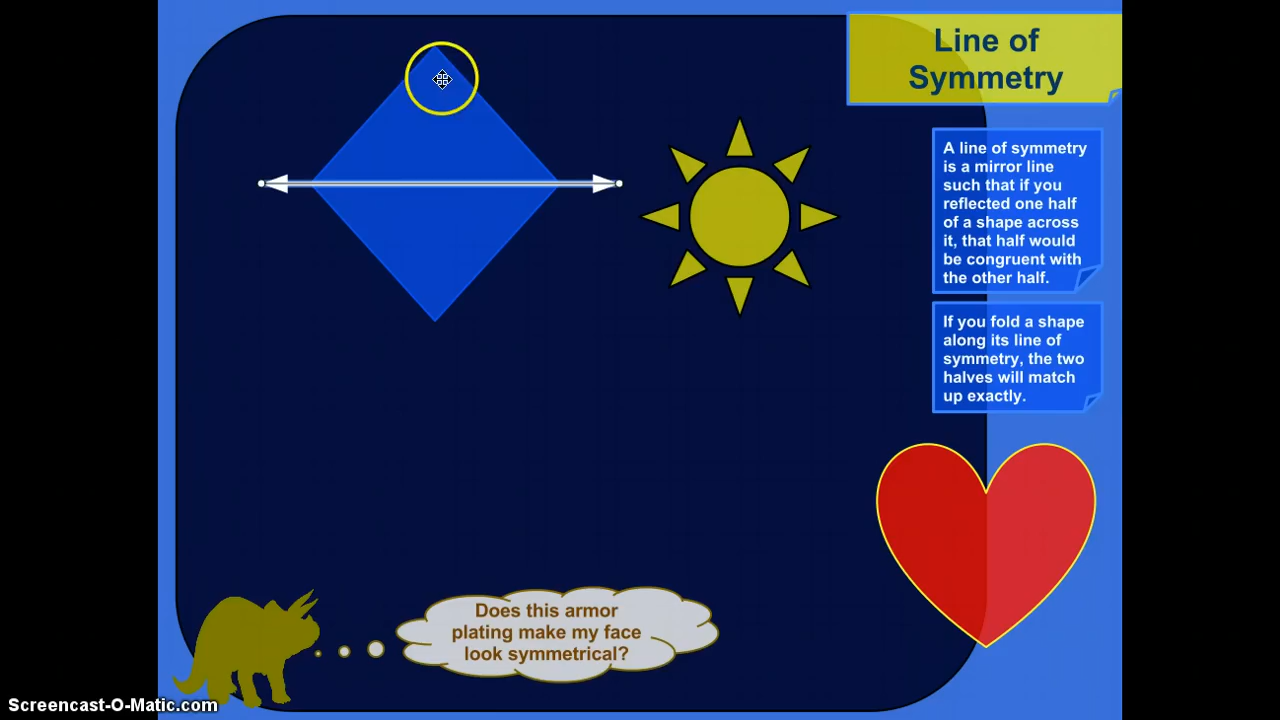 Line of
Symmetry
A line of symmetry
is a mirror line
such that if you
reflected one half
of a shape across
it, that half would
be congruent with
the other half.
If you fold a shape
along its line of
symmetry, the two
halves will match
up exactly.
Does this armor
plating make my face
look symmetrical?
Screencast-O-Matic.com